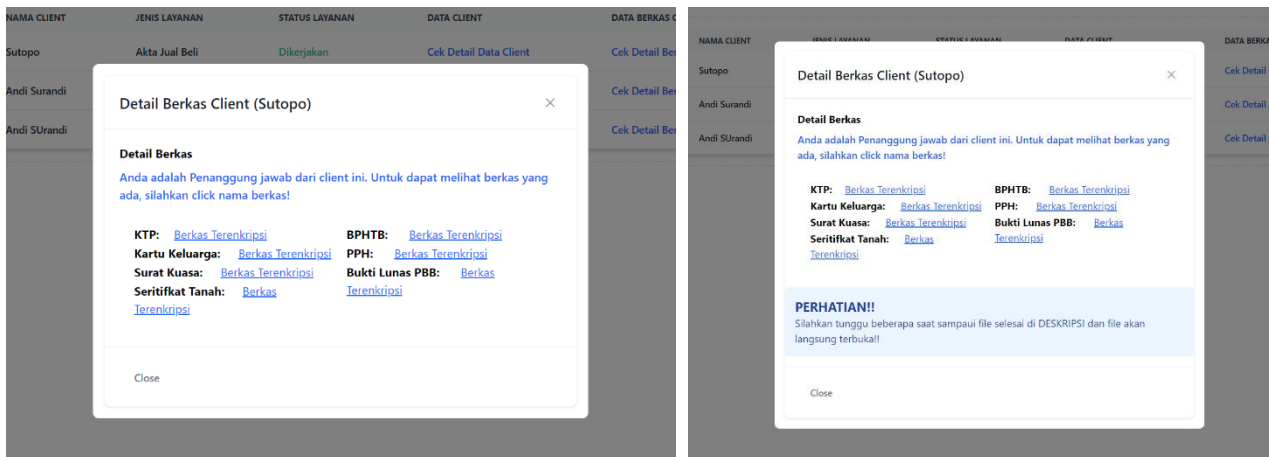 NAMA CLIENT JENIS LAYANAN STATUS LAYANAN DATA CLIENT DATA BERKAS
Sutopo Akta Jual Beli Dikerjakan Cek Detail Data Client Cek Detail
Andi Surandi Cek Detail
Andi SUrandi Cek Detail
Detail Berkas Client (Sutopo) ×
Detail Berkas
Anda adalah Penanggung jawab dari client ini. Untuk dapat melihat berkas yang
ada, silahkan click nama berkas!
KTP: Berkas Terenkripsi BPHTB: Berkas Terenkripsi
Kartu Keluarga: Berkas Terenkripsi PPH: Berkas Terenkripsi
Surat Kuasa: Berkas Terenkripsi Bukti Lunas PBB: Berkas
Seritifkat Tanah: Berkas Terenkripsi
Terenkripsi
Close
NAMA CLIENT JENIS LAYANAN STATUS LAYANAN DATA CLIENT DATA
Sutopo Cek Detail
Andi Surandi Cek Detail
Andi SUrandi Cek Detail
Detail Berkas Client (Sutopo) ×
Detail Berkas
Anda adalah Penanggung jawab dari client ini. Untuk dapat melihat berkas yang
ada, silahkan click nama berkas!
KTP: Berkas Terenkripsi BPHTB: Berkas Terenkripsi
Kartu Keluarga: Berkas Terenkripsi PPH: Berkas Terenkripsi
Surat Kuasa: Berkas Terenkripsi Bukti Lunas PBB: Berkas
Seritifkat Tanah: Berkas Terenkripsi
Terenkripsi
PERHATIAN!!
Silahkan tunggu beberapa saat sampaui file selesai di DESKRIPSI dan file akan
langsung terbuka!!
Close